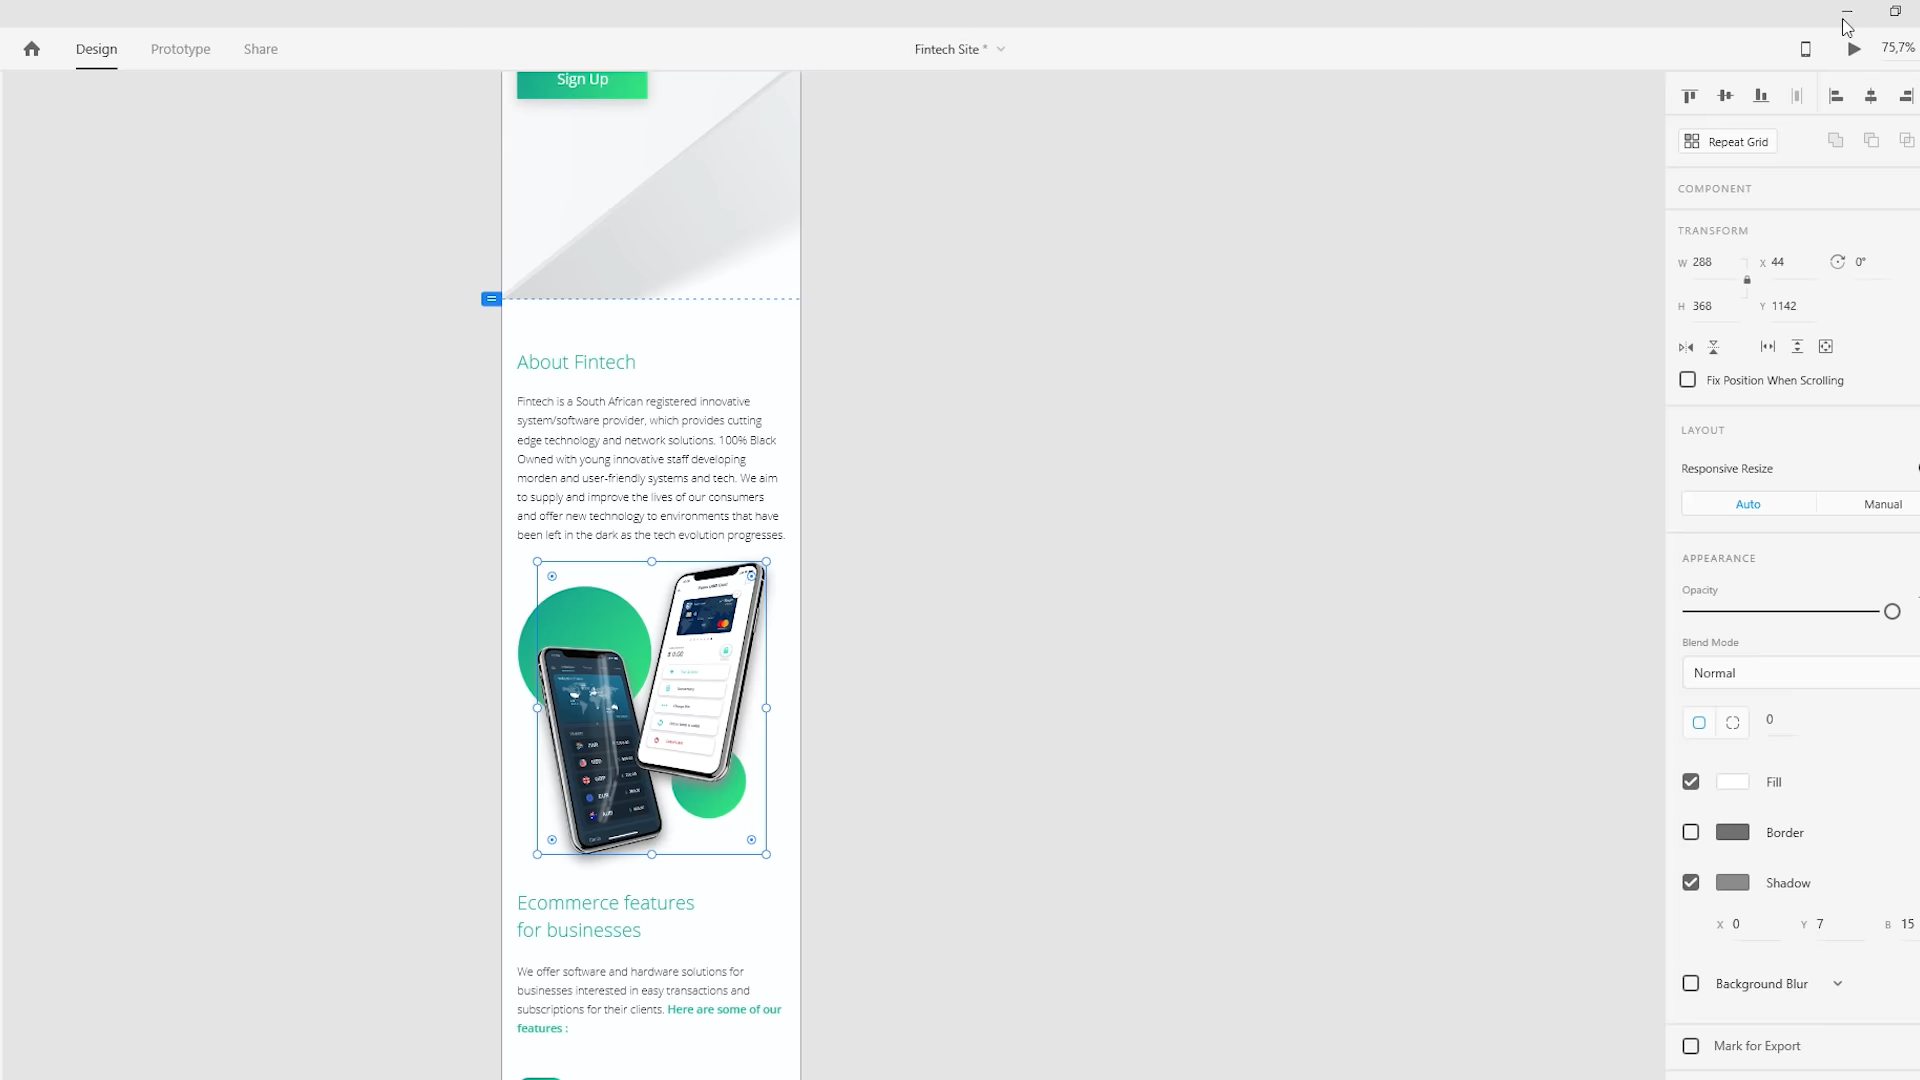 Design
Prototype
Share
Fintech Site *
75,7%
Sign Up
Repeat Grid
COMPONENT
TRANSFORM
W 288
X 44
0°
H 368
Y 1142
Fix Position When Scrolling
LAYOUT
Responsive Resize
Auto
Manual
APPEARANCE
Opacity
Blend Mode
Normal
0
Fill
Border
Shadow
X 0
Y 7
B 15
Background Blur
Mark for Export
About Fintech
Fintech is a South African registered innovative
system/software provider, which provides cutting
edge technology and network solutions. 100% Black
Owned with young innovative staff developing
morden and user-friendly systems and tech. We aim
to supply and improve the lives of our consumers
and offer new technology to environments that have
been left in the dark as the tech evolution progresses.
Ecommerce features
for businesses
We offer software and hardware solutions for
businesses interested in easy transactions and
subscriptions for their clients. Here are some of our
features :